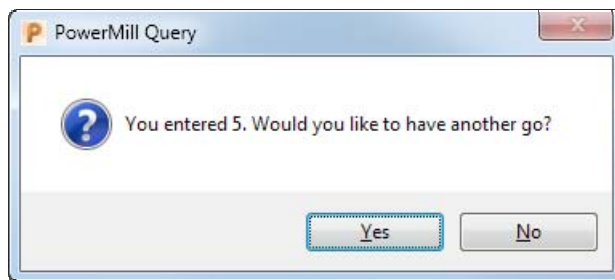 PowerMill Query
You entered 5. Would you like to have another go?
Yes
No